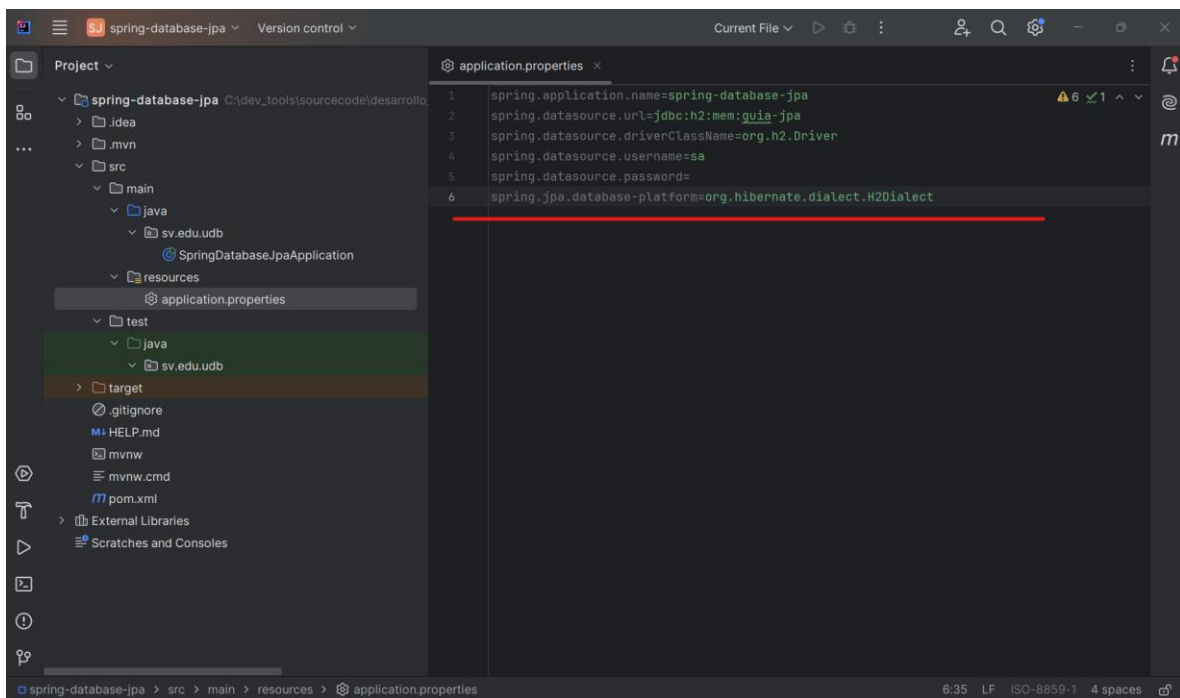 SJ spring-database-jpa Version control Current File
Project
application.properties
spring-database-jpa C:\dev_tools\sourcecode\desarrollo
.idea
.mvn
src
main
java
sv.edu.udb
SpringDatabaseJpaApplication
resources
application.properties
test
java
sv.edu.udb
target
.gitignore
M↓ HELP.md
mvnw
mvnw.cmd
m pom.xml
External Libraries
Scratches and Consoles
1 spring.application.name=spring-database-jpa
2 spring.datasource.url=jdbc:h2:mem:guia-jpa
3 spring.datasource.driverClassName=org.h2.Driver
4 spring.datasource.username=sa
5 spring.datasource.password=
6 spring.jpa.database-platform=org.hibernate.dialect.H2Dialect
6 1
m
spring-database-jpa > src > main > resources > application.properties 6:35 LF ISO-8859-1 4 spaces